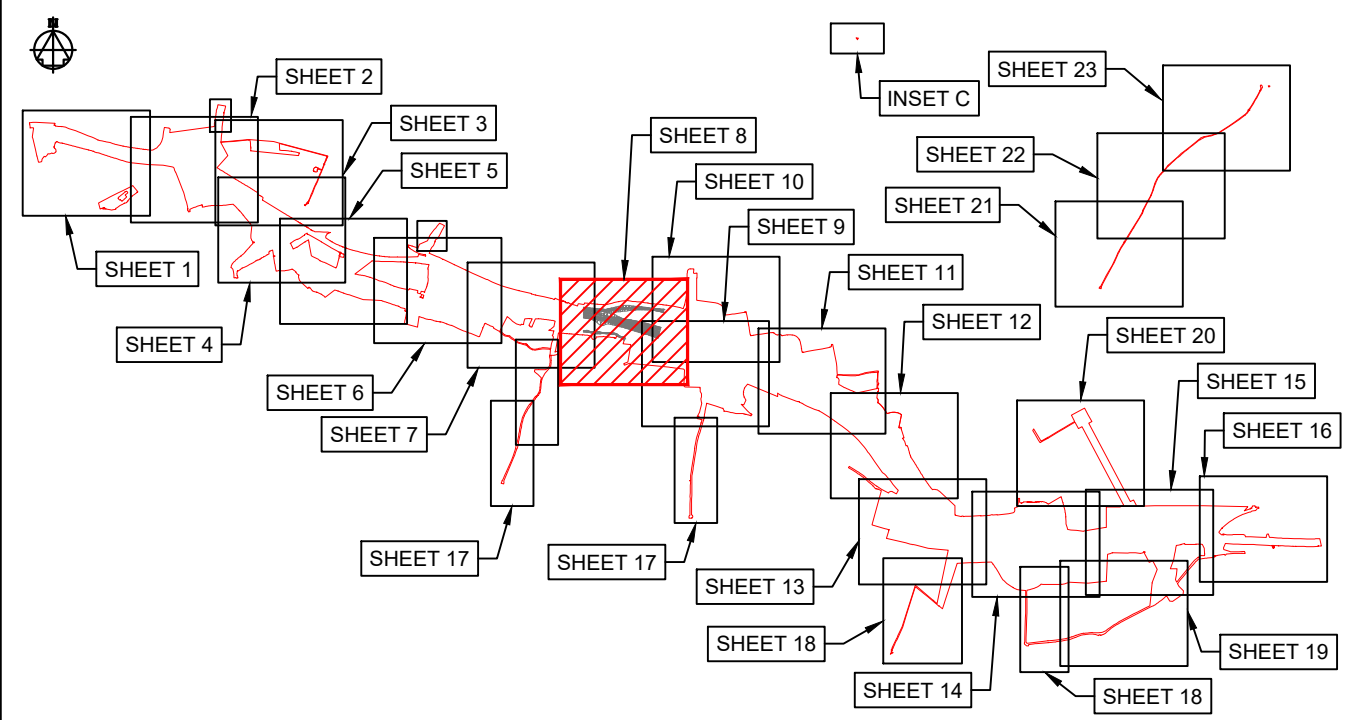 SHEET 2
SHEET 3
SHEET 5
SHEET 1
SHEET 4
SHEET 6
SHEET 7
SHEET 8
SHEET 10
SHEET 9
SHEET 11
SHEET 12
INSET C
SHEET 23
SHEET 22
SHEET 21
SHEET 20
SHEET 15
SHEET 16
SHEET 17
SHEET 17
SHEET 13
SHEET 18
SHEET 14
SHEET 18
SHEET 19